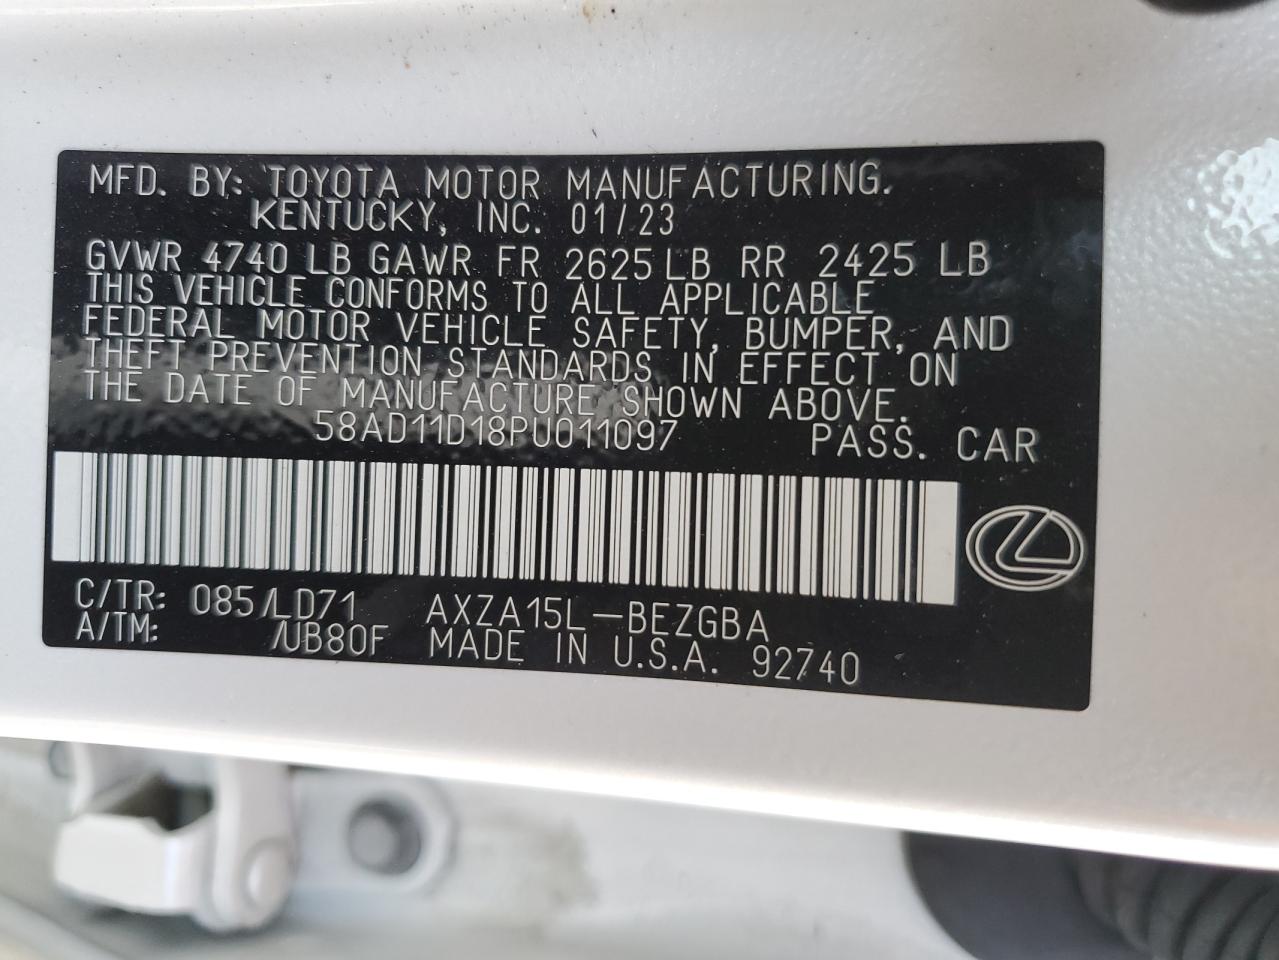 MFD. BY: TOYOTA MOTOR MANUFACTURING.
KENTUCKY, INC. 01/23
GVWR 4740 LB GAWR FR 2625 LB RR 2425 LB
THIS VEHICLE CONFORMS TO ALL APPLICABLE
FEDERAL MOTOR VEHICLE SAFETY, BUMPER, AND
THEFT PREVENTION STANDARDS IN EFFECT ON
THE DATE OF MANUFACTURE SHOWN ABOVE.
58AD11D18PU011097 PASS. CAR
C/TR: 085/LD71 AXZA15L-BEZGBA
A/TM: /UB80F MADE IN U.S.A. 92740